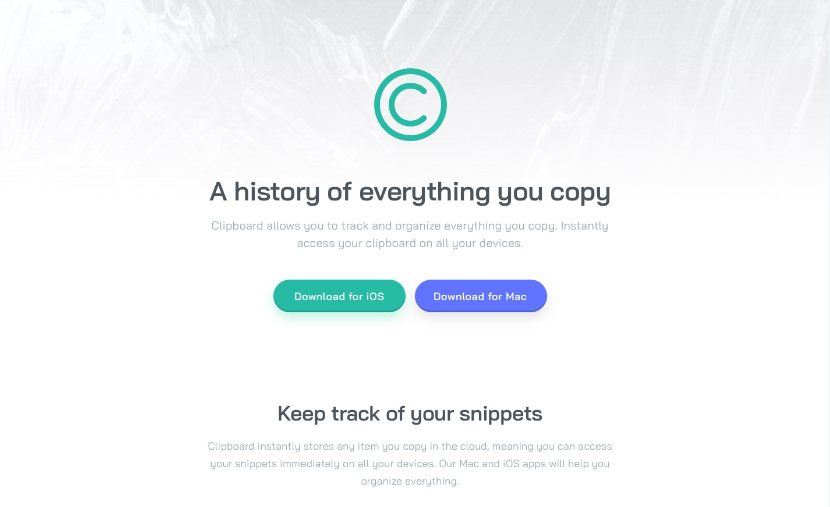 A history of everything you copy
Clipboard allows you to track and organize everything you copy. Instantly
access your clipboard on all your devices.
Download for iOS
Download for Mac
Keep track of your snippets
Clipboard instantly stores any item you copy in the cloud, meaning you can access
your snippets immediately on all your devices. Our Mac and iOS apps will help you
organize everything.